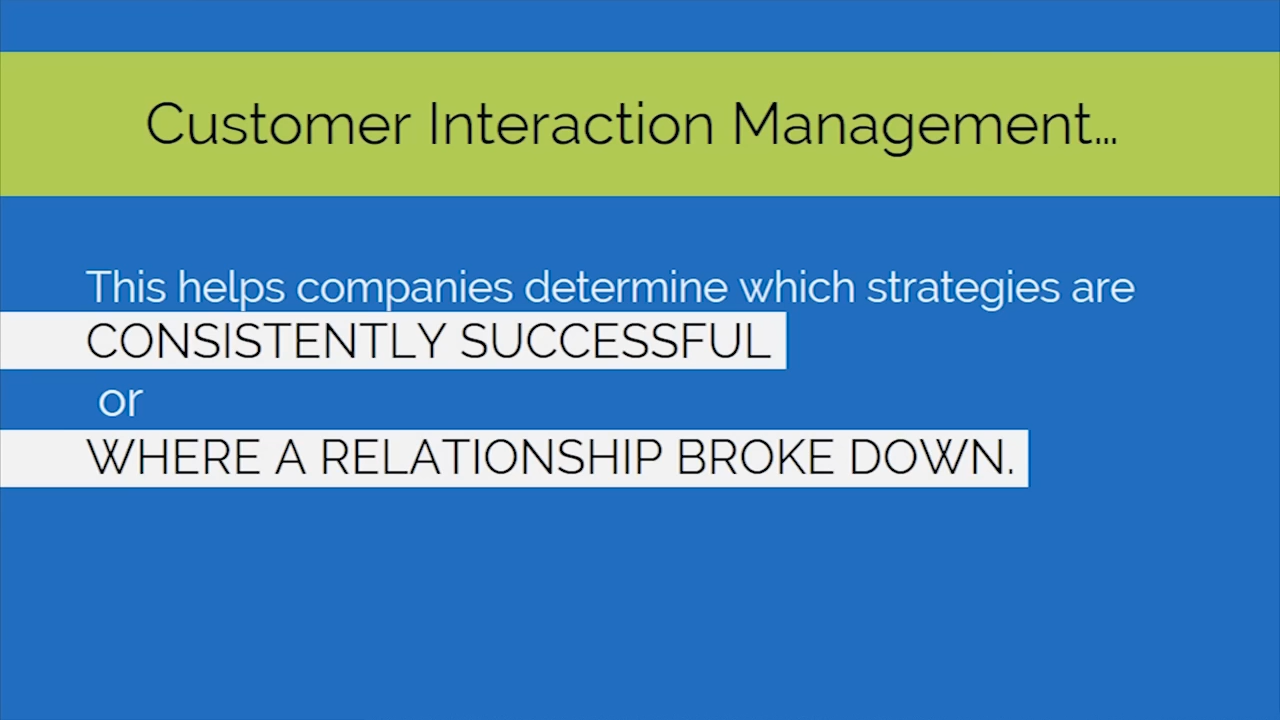 Customer Interaction Management...
This helps companies determine which strategies are
CONSISTENTLY SUCCESSFUL
or
WHERE A RELATIONSHIP BROKE DOWN.